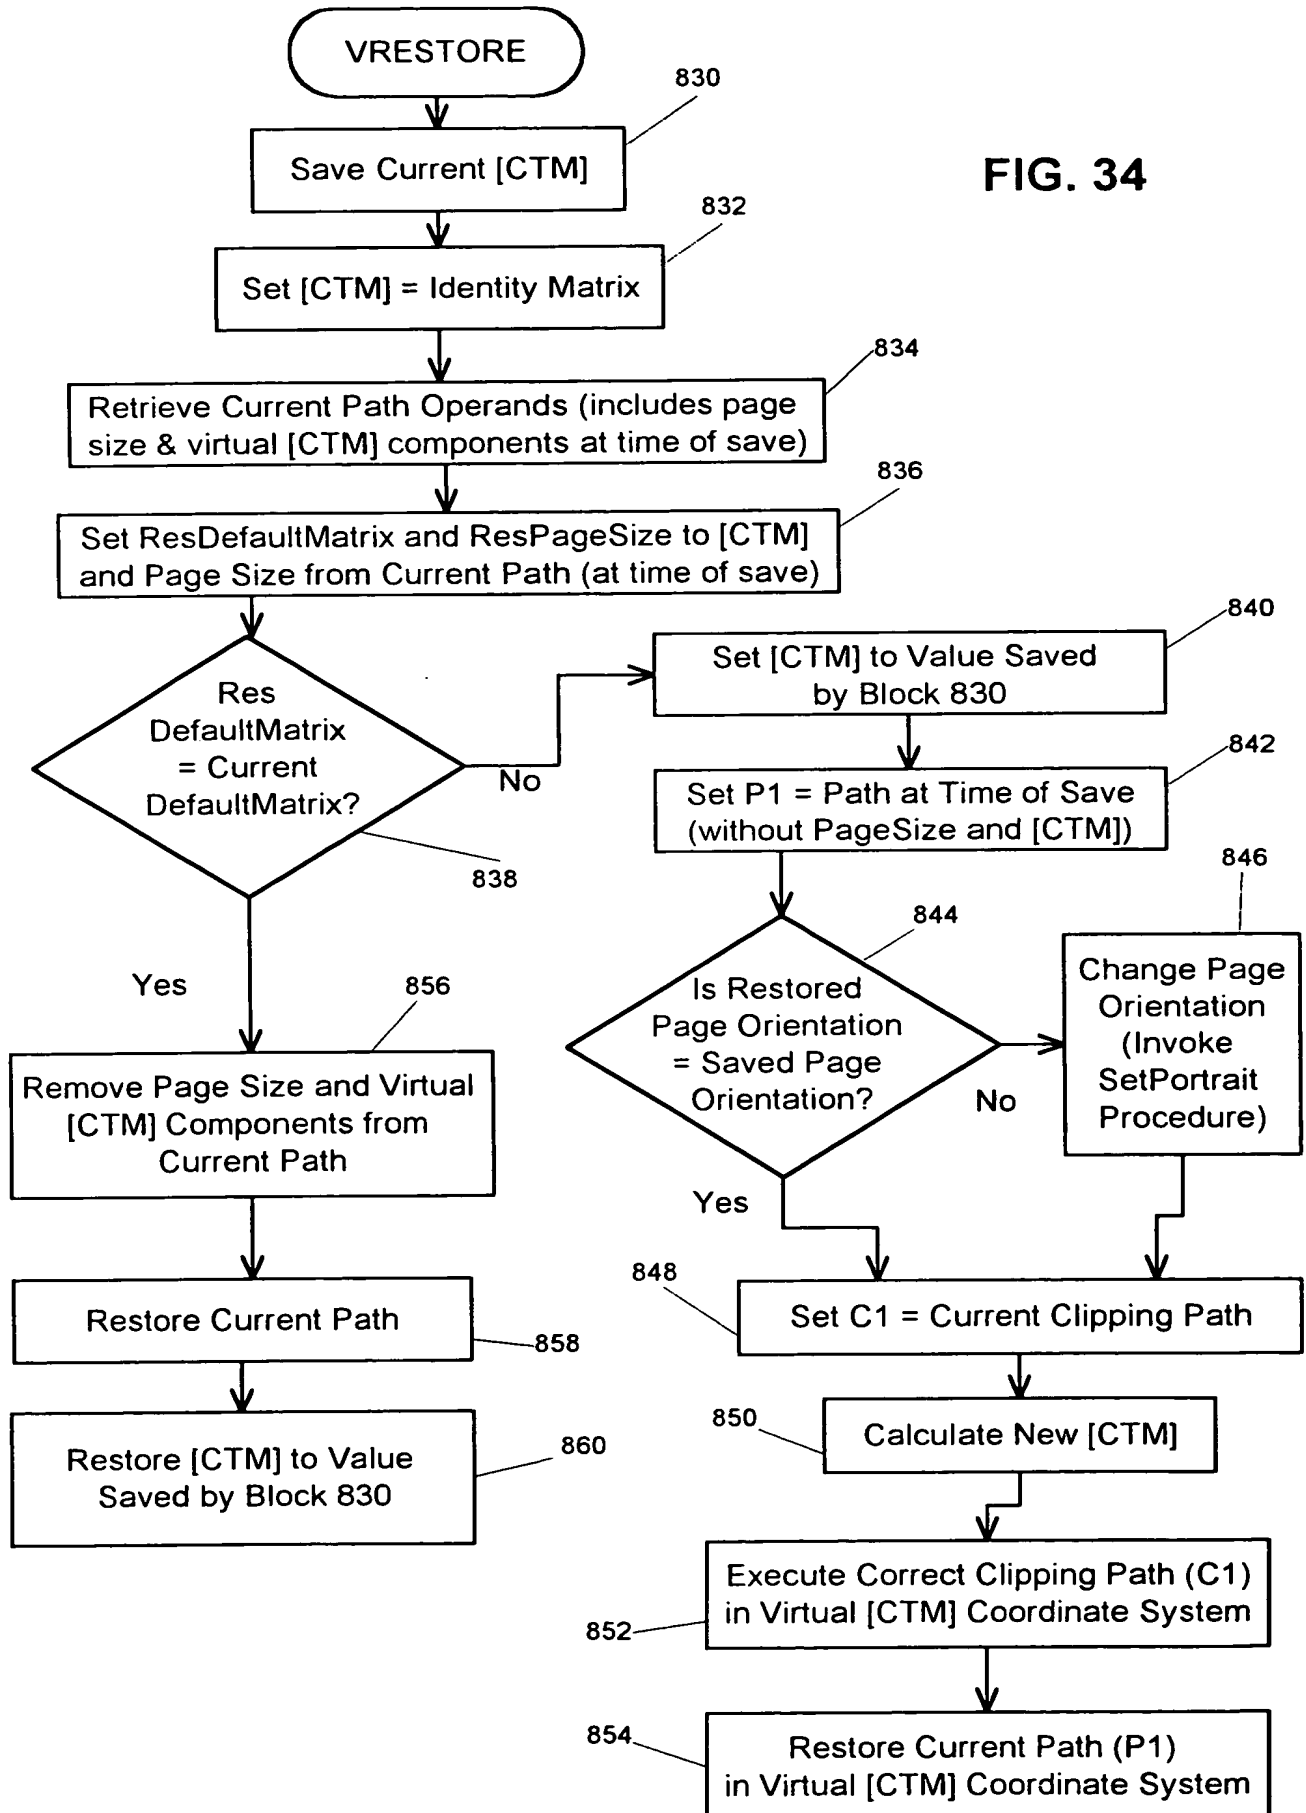 VRESTORE
830
Save Current [CTM]
FIG. 34
832
Set [CTM] = Identity Matrix
834
Retrieve Current Path Operands (includes page
size & virtual [CTM] components at time of save)
836
Set ResDefaultMatrix and ResPageSize to [CTM]
and Page Size from Current Path (at time of save)
Res
DefaultMatrix
= Current
DefaultMatrix?
838
No
840
Set [CTM] to Value Saved
by Block 830
842
Set P1 = Path at Time of Save
(without PageSize and [CTM])
844
Is Restored
Page Orientation
= Saved Page
Orientation?
No
846
Change Page
Orientation
(Invoke
SetPortrait
Procedure)
Yes
856
Remove Page Size and Virtual
[CTM] Components from
Current Path
Yes
848
Set C1 = Current Clipping Path
Restore Current Path
858
850
Calculate New [CTM]
Restore [CTM] to Value
Saved by Block 830
860
Execute Correct Clipping Path (C1)
in Virtual [CTM] Coordinate System
852
854
Restore Current Path (P1)
in Virtual [CTM] Coordinate System